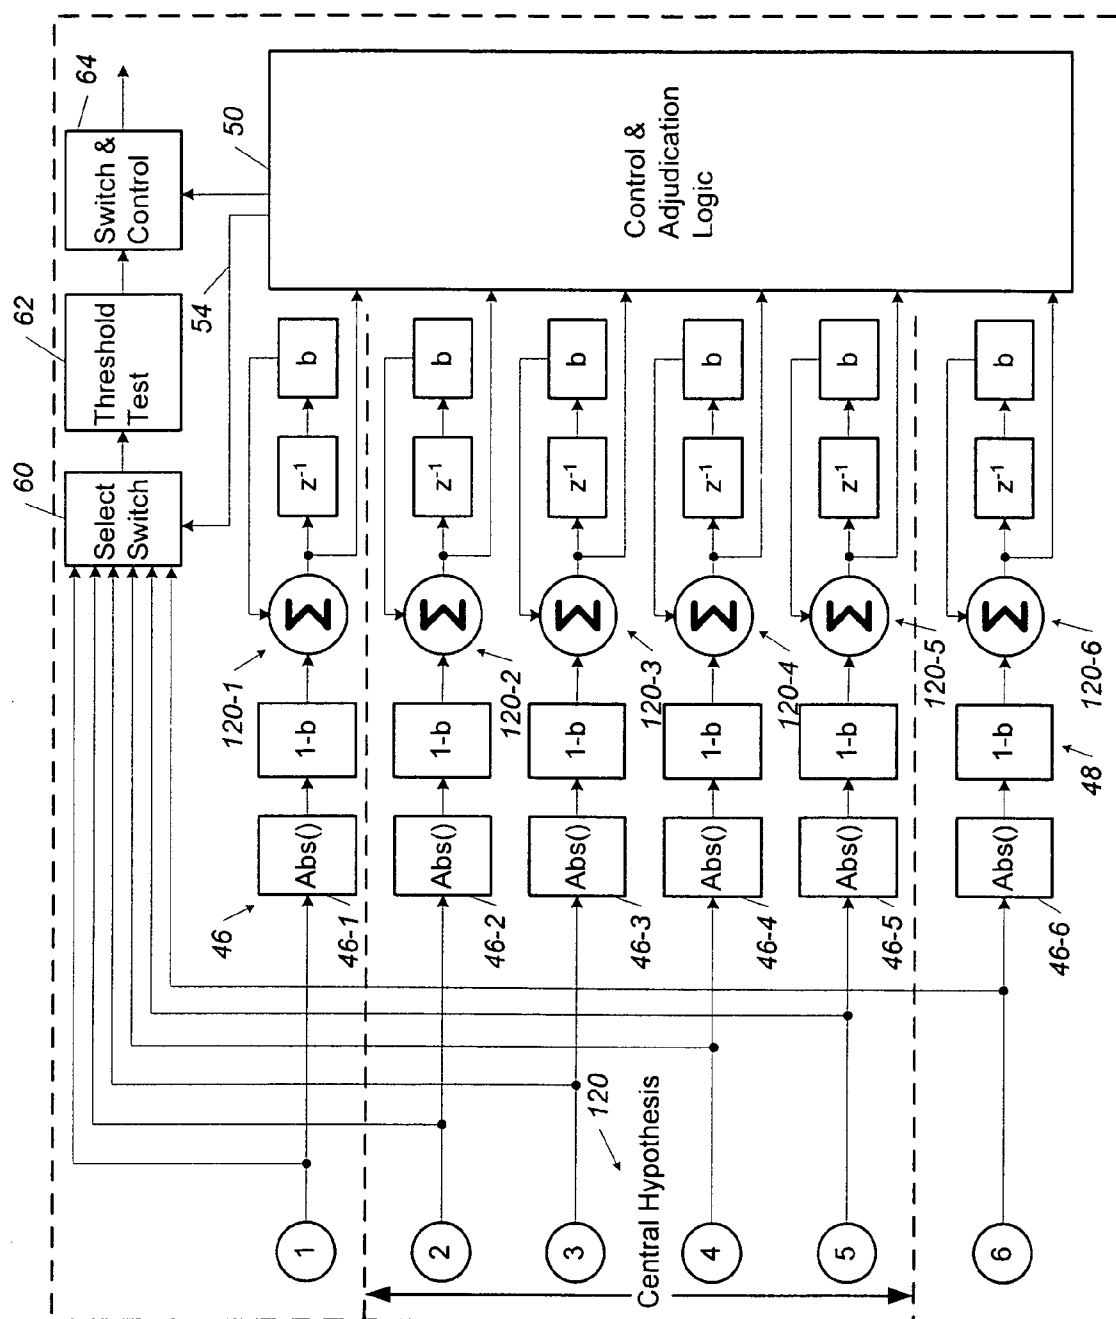 60
62
64
Select
Switch
Threshold
Test
Switch &
Control
54
50
Control &
Adjudication
Logic
1
46
46-1
Abs()
1-b
120-1
Σ
z-1
b
2
46-2
Abs()
1-b
120-2
Σ
z-1
b
3
46-3
Abs()
1-b
120-3
Σ
z-1
b
4
46-4
Abs()
1-b
120-4
Σ
z-1
b
5
46-5
Abs()
1-b
120-5
Σ
z-1
b
6
46-6
Abs()
1-b
48
120-6
Σ
z-1
b
Central Hypothesis
120